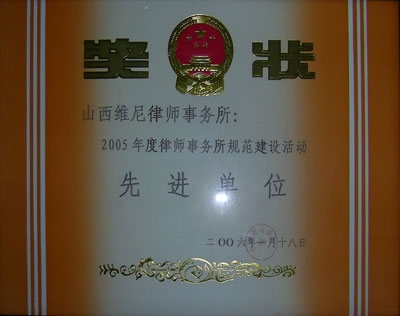 奖状
山西维尼律师事务所：
2005年度律师事务所规范建设活动
先进单位
二〇〇六年一月十八日